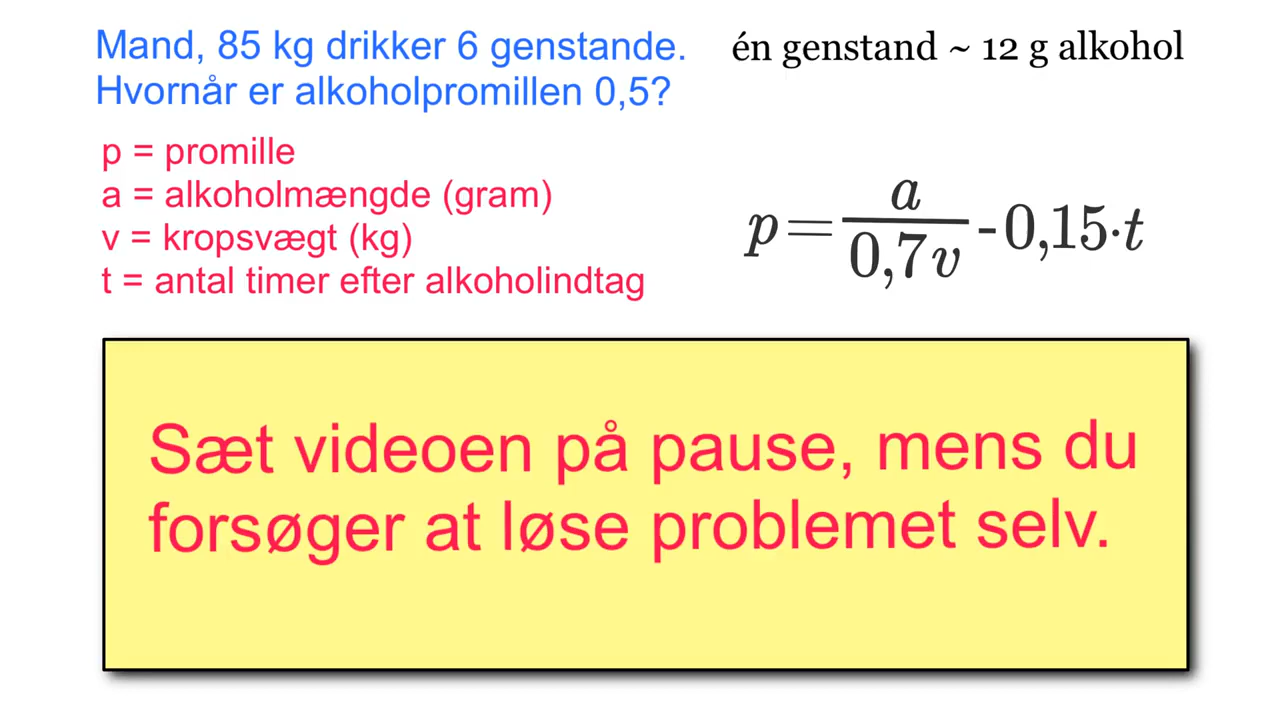 Mand, 85 kg drikker 6 genstande.
Hvornår er alkoholpromillen 0,5?
én genstand ~ 12 g alkohol
p = promille
a = alkoholmængde (gram)
v = kropsvægt (kg)
t = antal timer efter alkoholindtag
p = a / 0,7v - 0,15·t
Sæt videoen på pause, mens du
forsøger at løse problemet selv.